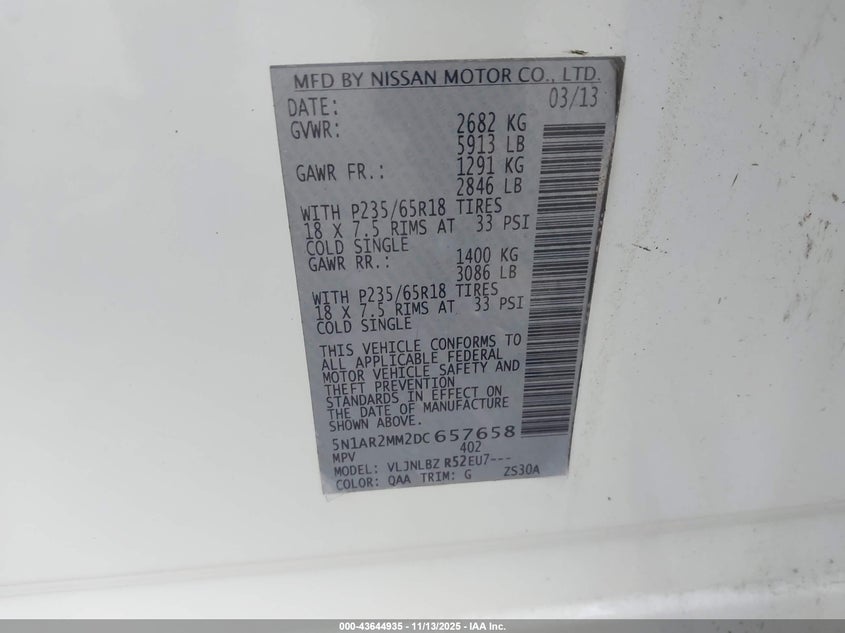 MFD BY NISSAN MOTOR CO., LTD.
DATE: 03/13
GVWR: 2682 KG
5913 LB
GAWR FR.: 1291 KG
2846 LB
WITH P235/65R18 TIRES
18 X 7.5 RIMS AT 33 PSI
COLD SINGLE
GAWR RR.: 1400 KG
3086 LB
WITH P235/65R18 TIRES
18 X 7.5 RIMS AT 33 PSI
COLD SINGLE
THIS VEHICLE CONFORMS TO
ALL APPLICABLE FEDERAL
MOTOR VEHICLE SAFETY AND
THEFT PREVENTION
STANDARDS IN EFFECT ON
THE DATE OF MANUFACTURE
SHOWN ABOVE.
5N1AR2MM2DC657658
MPV 402
MODEL: VLJNLBZ R52EU7---
COLOR: QAA TRIM: G ZS30A
000-43644935 - 11/13/2025 - IAA Inc.